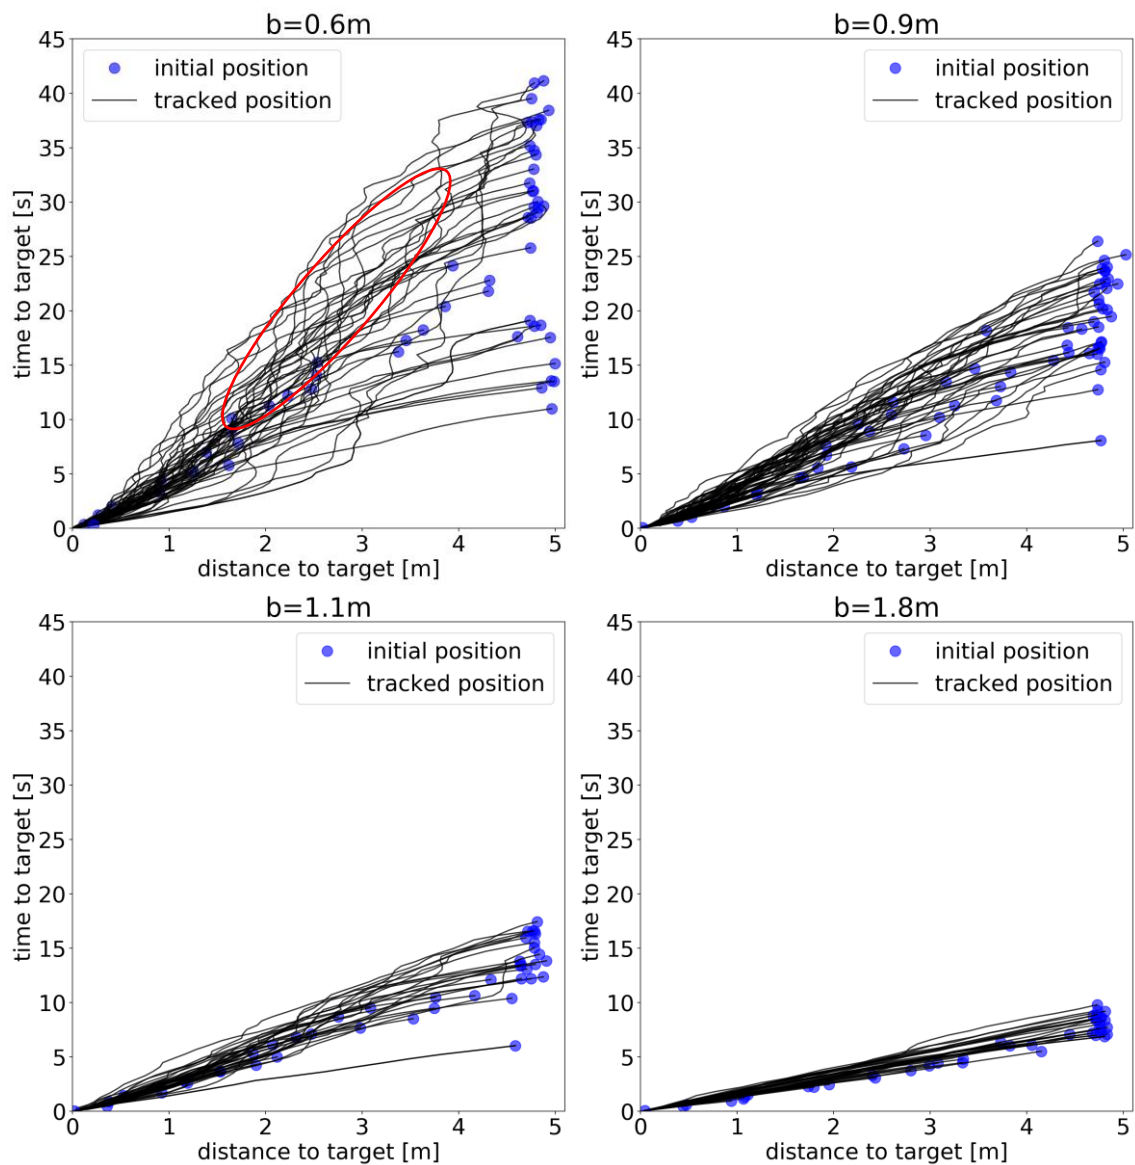 b=0.6m
45
40
35
30
25
20
15
10
5
0
time to target [s]
initial position
tracked position
0 1 2 3 4 5
distance to target [m]
b=0.9m
45
40
35
30
25
20
15
10
5
0
time to target [s]
initial position
tracked position
0 1 2 3 4 5
distance to target [m]
b=1.1m
45
40
35
30
25
20
15
10
5
0
time to target [s]
initial position
tracked position
0 1 2 3 4 5
distance to target [m]
b=1.8m
45
40
35
30
25
20
15
10
5
0
time to target [s]
initial position
tracked position
0 1 2 3 4 5
distance to target [m]